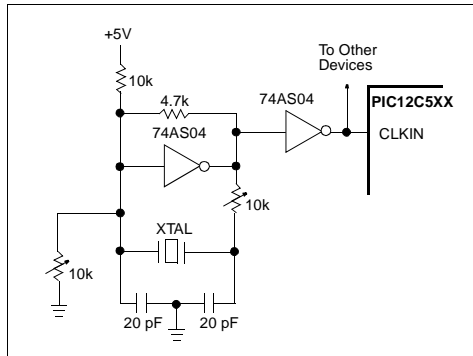 +5V
To Other
Devices
10k
4.7k
74AS04
PIC12C5XX
74AS04
CLKIN
10k
XTAL
10k
20 pF
20 pF